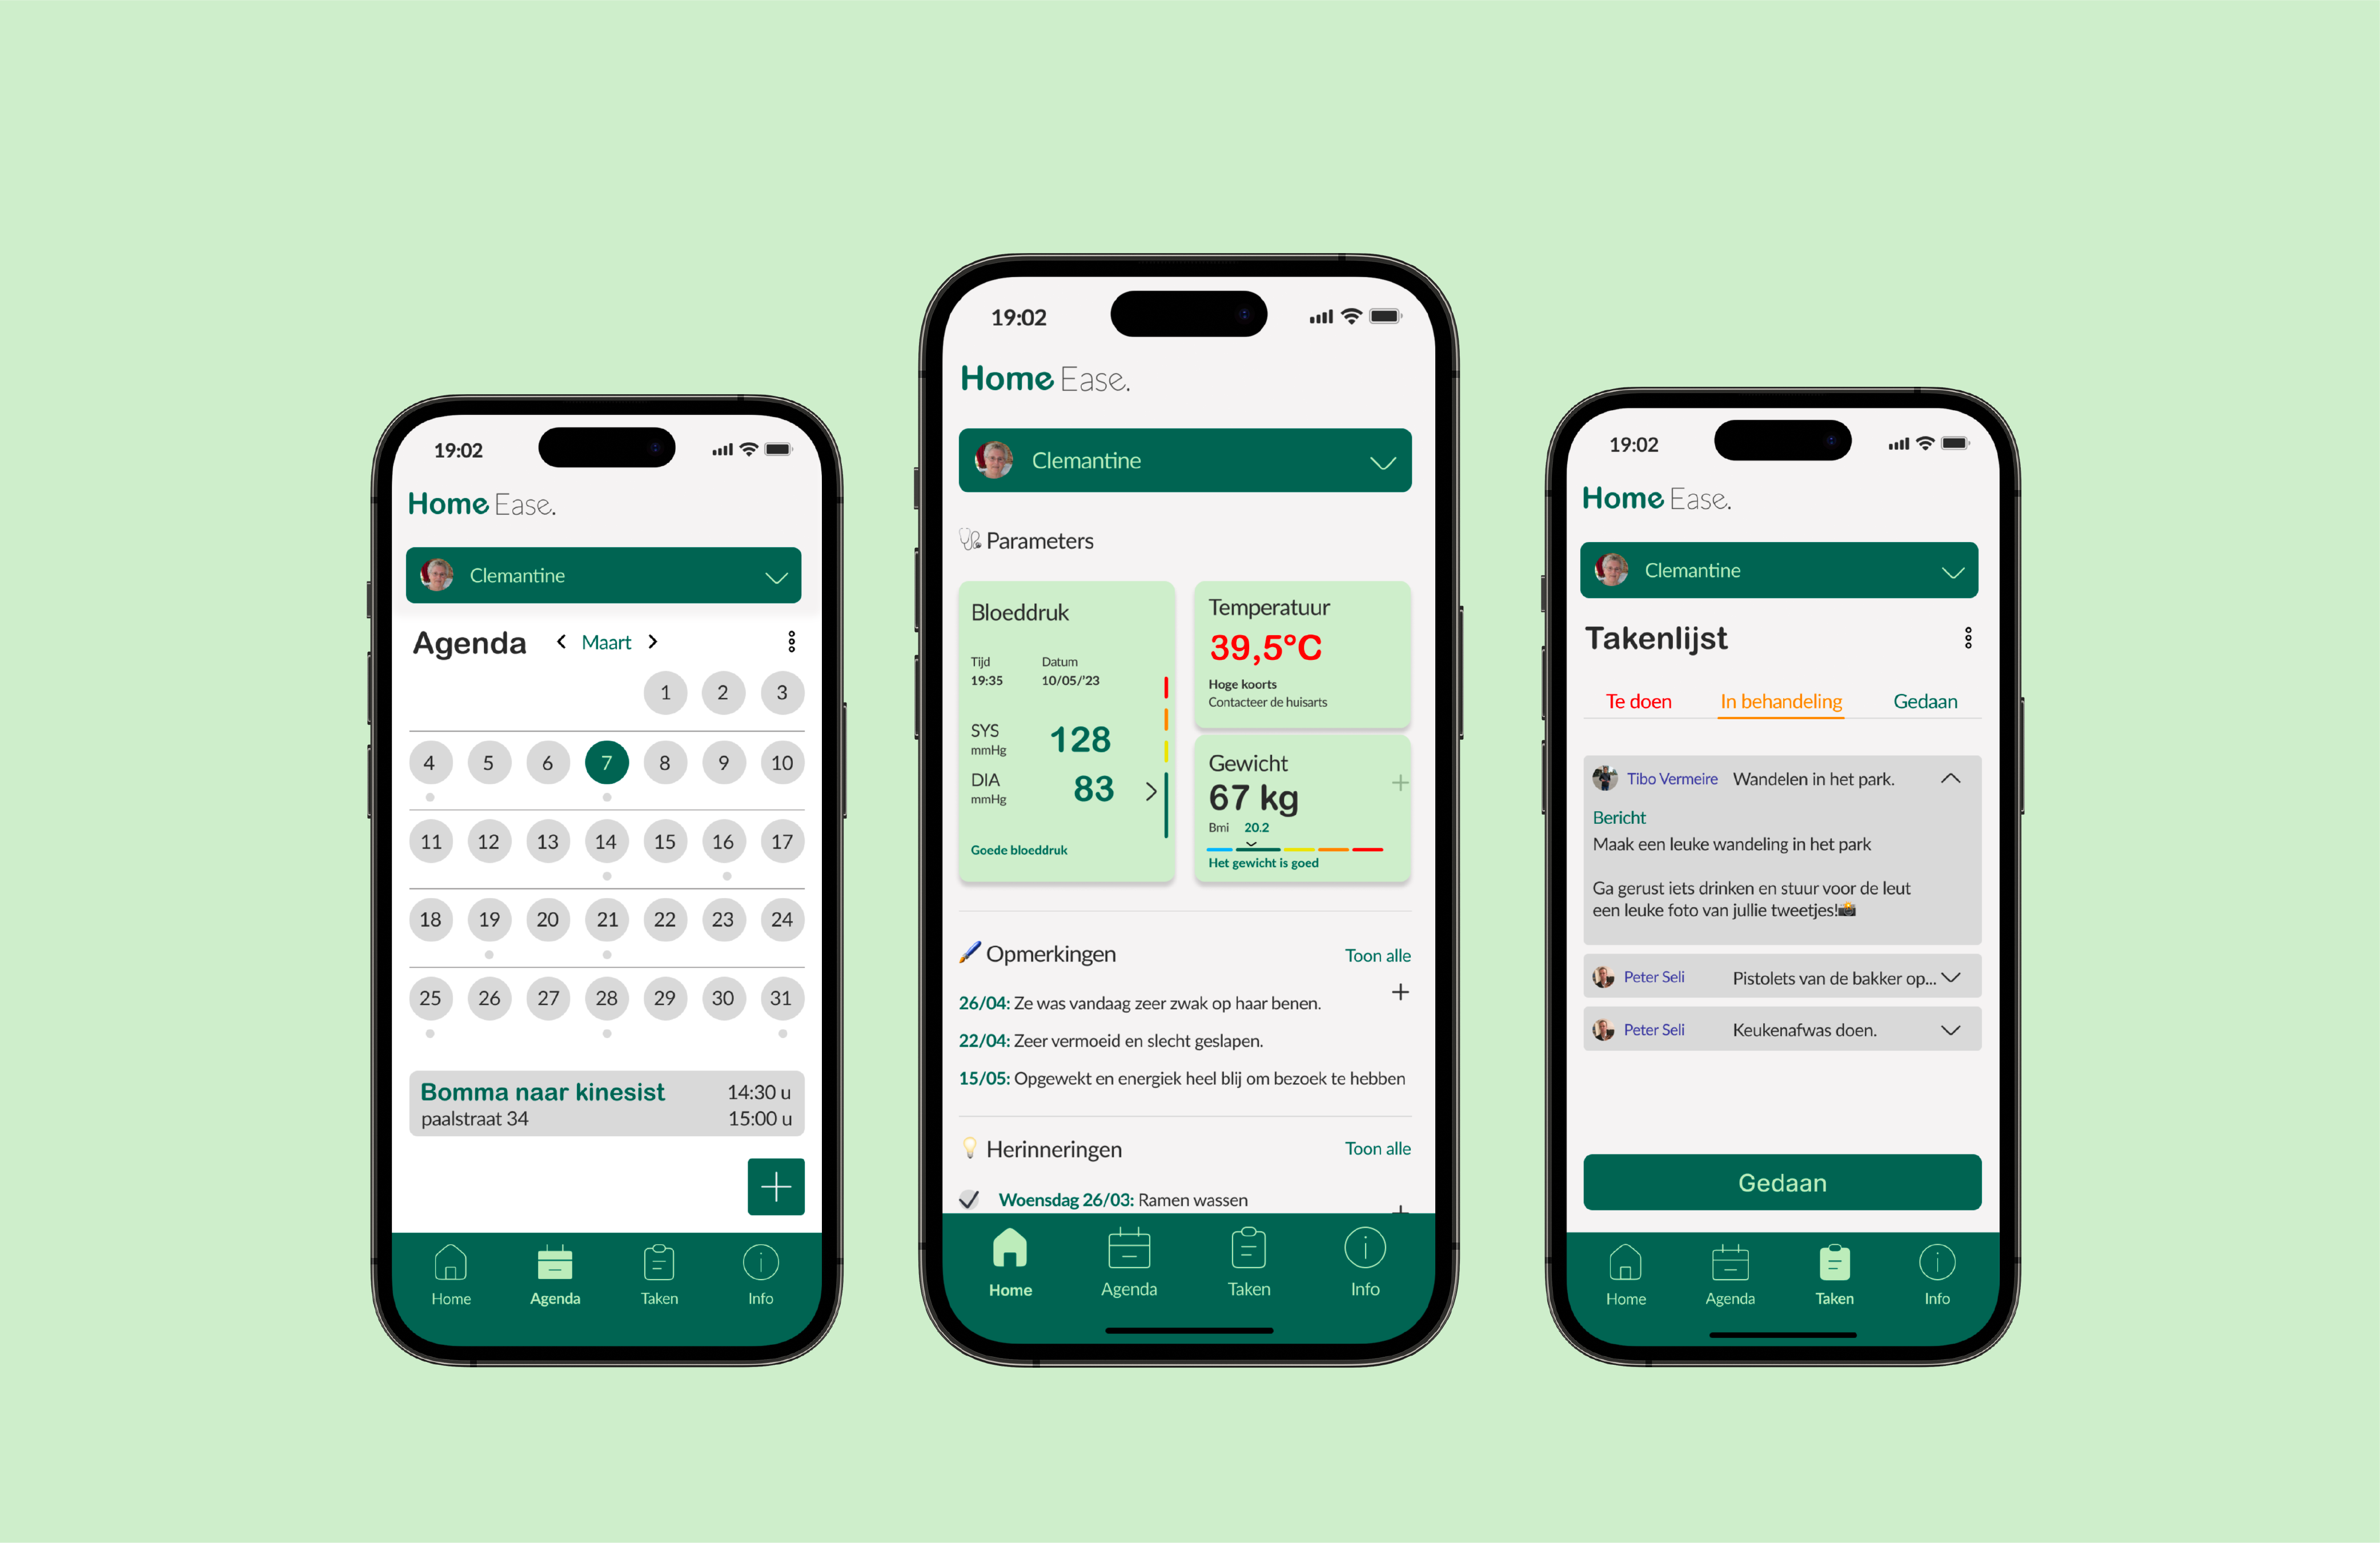 19:02
Home Ease.
Clemantine
Agenda < Maart >
1 2 3
4 5 6 7 8 9 10
11 12 13 14 15 16 17
18 19 20 21 22 23 24
25 26 27 28 29 30 31
Bomma naar kinesist 14:30 u
paalstraat 34 15:00 u
Home Agenda Taken Info
19:02
Home Ease.
Clemantine
Parameters
Bloeddruk
Tijd Datum
19:35 10/05/'23
SYS
mmHg
128
DIA
mmHg
83
Goede bloeddruk
Temperatuur
39,5°C
Hoge koorts
Contacteer de huisarts
Gewicht
67 kg
Bmi 20.2
Het gewicht is goed
Opmerkingen Toon alle
26/04: Ze was vandaag zeer zwak op haar benen.
22/04: Zeer vermoeid en slecht geslapen.
15/05: Opgewekt en energiek heel blij om bezoek te hebben
Herinneringen Toon alle
Woensdag 26/03: Ramen wassen
Home Agenda Taken Info
19:02
Home Ease.
Clemantine
Takenlijst
Te doen In behandeling Gedaan
Tibo Vermeire Wandelen in het park.
Bericht
Maak een leuke wandeling in het park
Ga gerust iets drinken en stuur voor de leut
een leuke foto van jullie tweetjes!📸
Peter Seli Pistolets van de bakker op...
Peter Seli Keukenafwas doen.
Gedaan
Home Agenda Taken Info